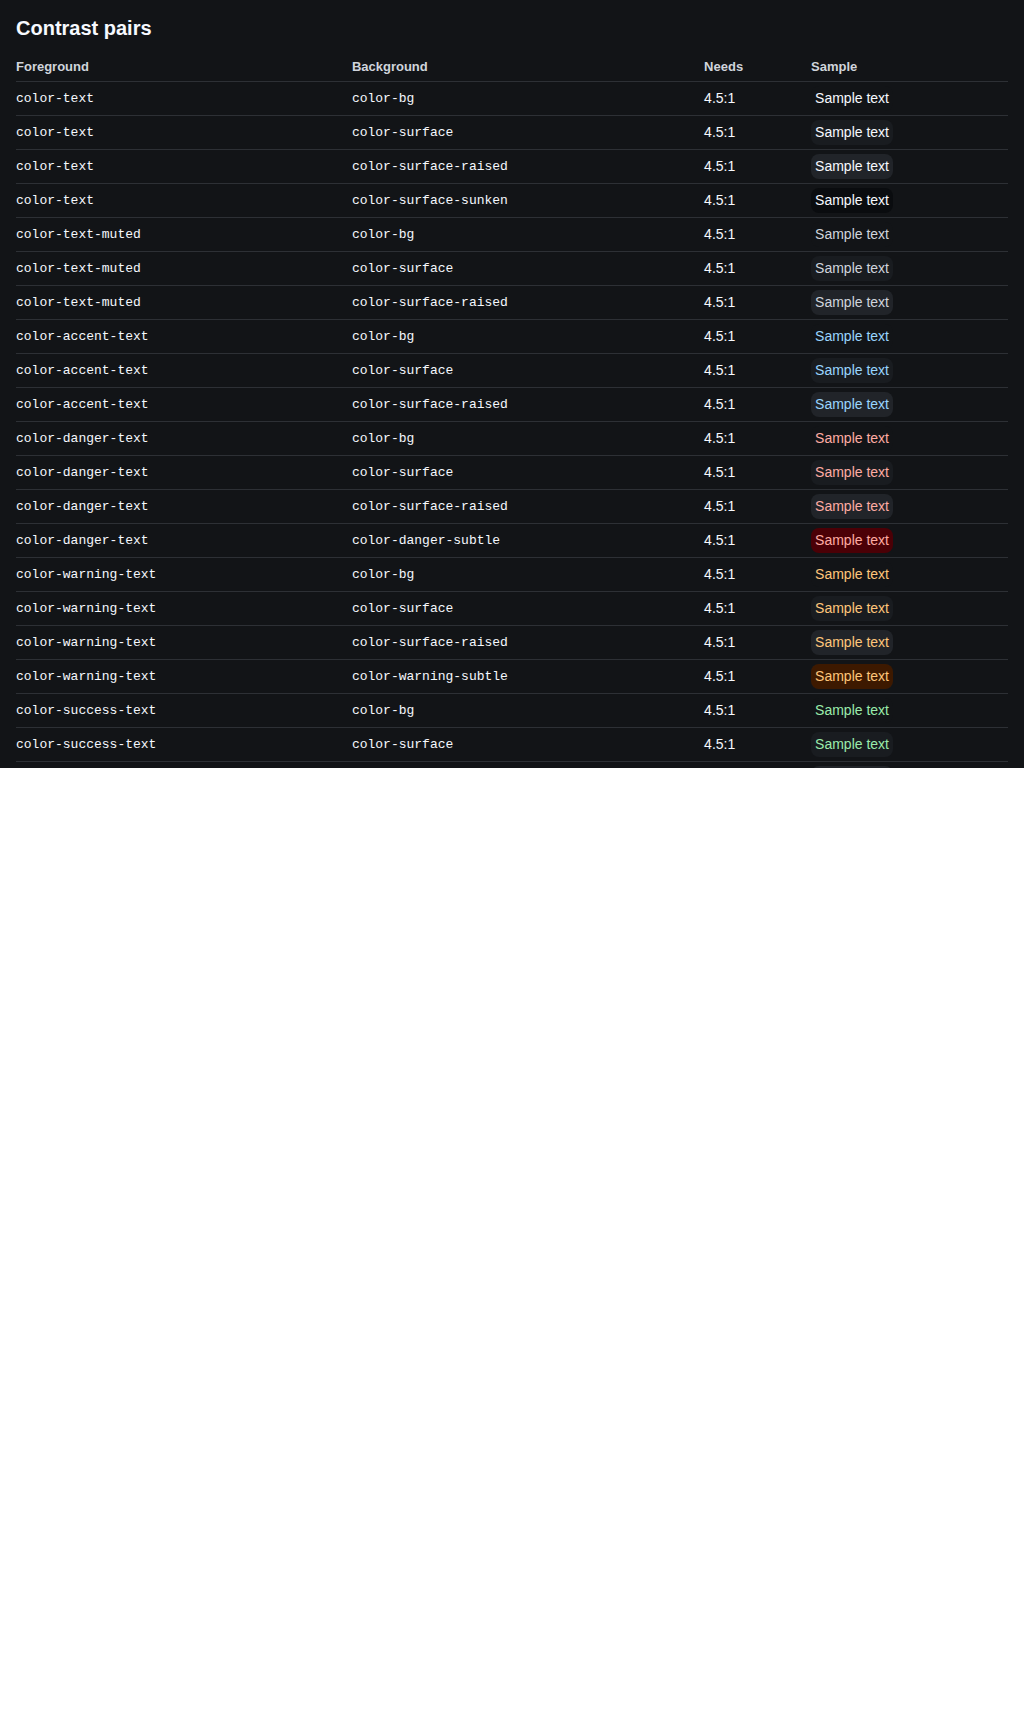 Contrast pairs
Foreground Background Needs Sample
color-text color-bg 4.5:1 Sample text
color-text color-surface 4.5:1 Sample text
color-text color-surface-raised 4.5:1 Sample text
color-text color-surface-sunken 4.5:1 Sample text
color-text-muted color-bg 4.5:1 Sample text
color-text-muted color-surface 4.5:1 Sample text
color-text-muted color-surface-raised 4.5:1 Sample text
color-accent-text color-bg 4.5:1 Sample text
color-accent-text color-surface 4.5:1 Sample text
color-accent-text color-surface-raised 4.5:1 Sample text
color-danger-text color-bg 4.5:1 Sample text
color-danger-text color-surface 4.5:1 Sample text
color-danger-text color-surface-raised 4.5:1 Sample text
color-danger-text color-danger-subtle 4.5:1 Sample text
color-warning-text color-bg 4.5:1 Sample text
color-warning-text color-surface 4.5:1 Sample text
color-warning-text color-surface-raised 4.5:1 Sample text
color-warning-text color-warning-subtle 4.5:1 Sample text
color-success-text color-bg 4.5:1 Sample text
color-success-text color-surface 4.5:1 Sample text